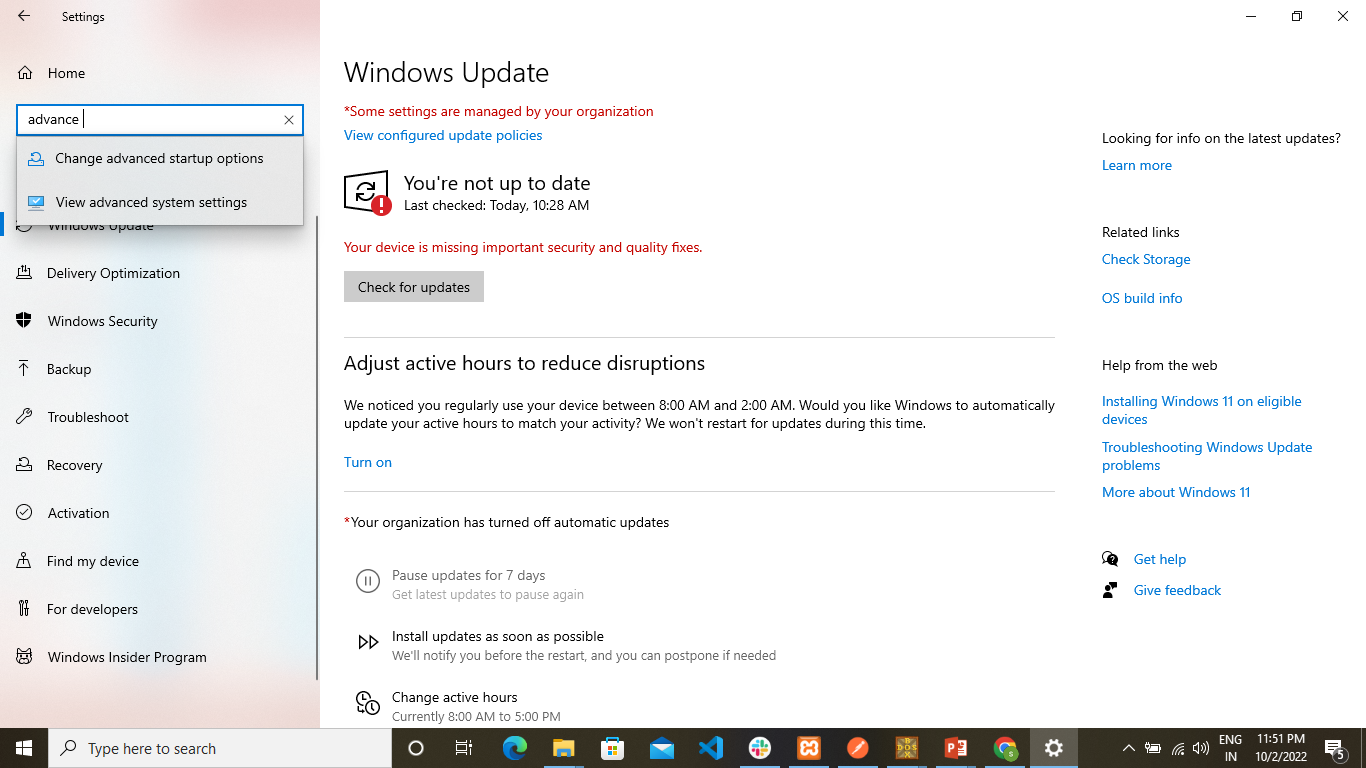 Settings
Home
advance
Change advanced startup options
View advanced system settings
Windows Update
Delivery Optimization
Windows Security
Backup
Troubleshoot
Recovery
Activation
Find my device
For developers
Windows Insider Program
Windows Update
*Some settings are managed by your organization
View configured update policies
You're not up to date
Last checked: Today, 10:28 AM
Your device is missing important security and quality fixes.
Check for updates
Adjust active hours to reduce disruptions
We noticed you regularly use your device between 8:00 AM and 2:00 AM. Would you like Windows to automatically
update your active hours to match your activity? We won't restart for updates during this time.
Turn on
*Your organization has turned off automatic updates
Pause updates for 7 days
Get latest updates to pause again
Install updates as soon as possible
We'll notify you before the restart, and you can postpone if needed
Change active hours
Currently 8:00 AM to 5:00 PM
Looking for info on the latest updates?
Learn more
Related links
Check Storage
OS build info
Help from the web
Installing Windows 11 on eligible
devices
Troubleshooting Windows Update
problems
More about Windows 11
Get help
Give feedback
Type here to search
DOS
ENG
IN
11:51 PM
10/2/2022
5